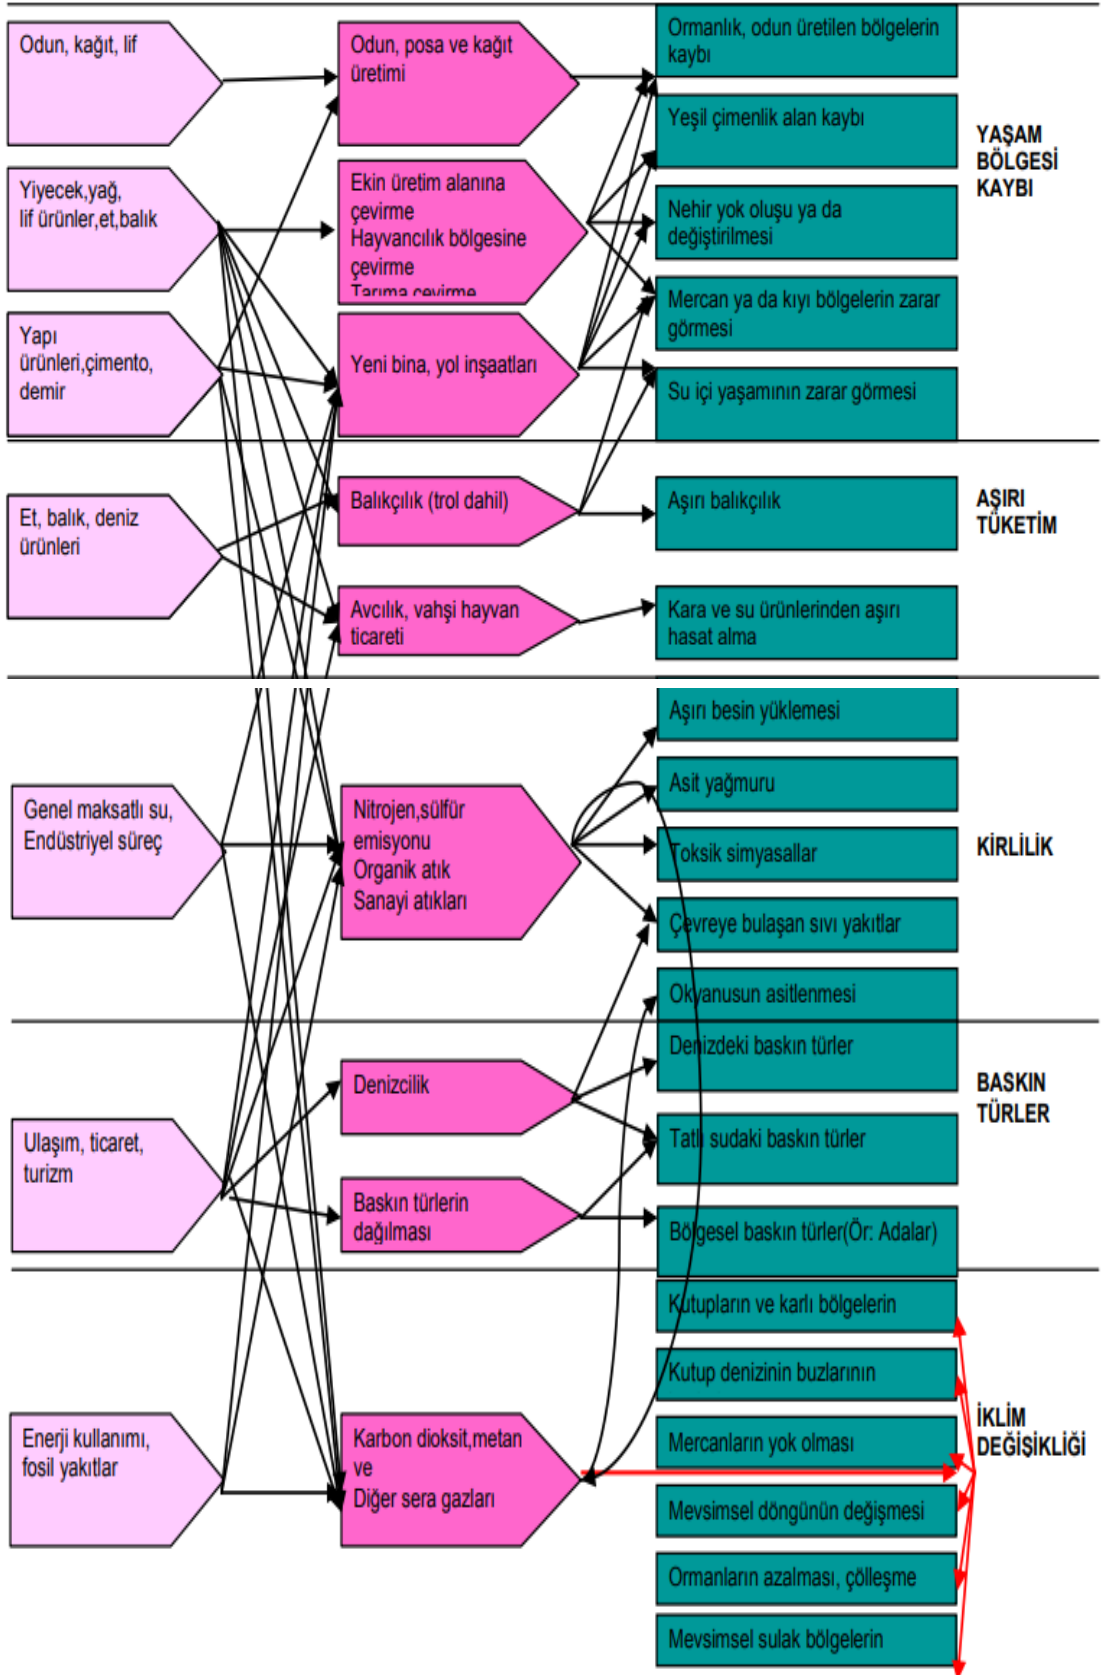 Odun, kağıt, lif
Odun, posa ve kağıt
üretimi
Ormanlık, odun üretilen bölgelerin
kaybı
Yeşil çimenlik alan kaybı
YAŞAM
BÖLGESİ
KAYBI
Yiyecek,yağ,
lif ürünler,et,balık
Ekin üretim alanına
çevirme
Hayvancılık bölgesine
çevirme
Tarıma çevirme
Nehir yok oluşu ya da
değiştirilmesi
Mercan ya da kıyı bölgelerin zarar
görmesi
Yapı
ürünleri,çimento,
demir
Yeni bina, yol inşaatları
Su içi yaşamının zarar görmesi
Et, balık, deniz
ürünleri
Balıkçılık (trol dahil)
Aşırı balıkçılık
AŞIRI
TÜKETİM
Avcılık, vahşi hayvan
ticareti
Kara ve su ürünlerinden aşırı
hasat alma
Aşırı besin yüklemesi
Asit yağmuru
Genel maksatlı su,
Endüstriyel süreç
Nitrojen,sülfür
emisyonu
Organik atık
Sanayi atıkları
Toksik simyasallar
KİRLİLİK
Çevreye bulaşan sıvı yakıtlar
Okyanusun asitlenmesi
Denizdeki baskın türler
Denizcilik
BASKIN
TÜRLER
Ulaşım, ticaret,
turizm
Tatlı sudaki baskın türler
Baskın türlerin
dağılması
Bölgesel baskın türler(Ör: Adalar)
Kutupların ve karlı bölgelerin
Kutup denizinin buzlarının
Enerji kullanımı,
fosil yakıtlar
Karbon dioksit,metan
ve
Diğer sera gazları
Mercanların yok olması
İKLİM
DEĞİŞİKLİĞİ
Mevsimsel döngünün değişmesi
Ormanların azalması, çölleşme
Mevsimsel sulak bölgelerin